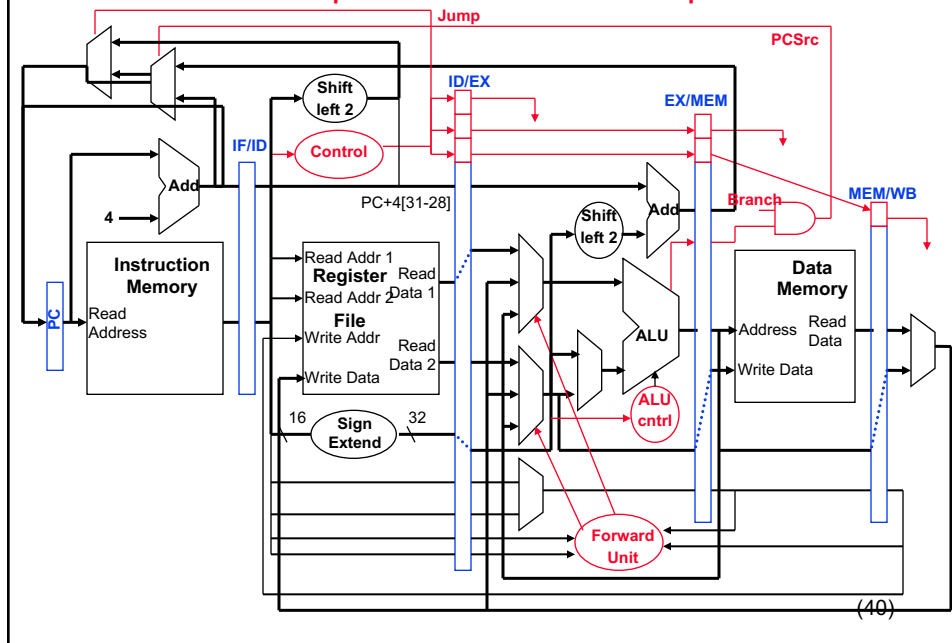 Jump
PCSrc
ID/EX
Shift
left 2
EX/MEM
IF/ID
Control
Add
PC+4[31-28]
4
Shift
left 2
Add
Branch
MEM/WB
Instruction
Memory
Read
Address
PC
Read Addr 1
Register
Read
Data 1
Read Addr 2
File
Write Addr
Read
Data 2
Write Data
ALU
ALU
cntrl
Data
Memory
Address
Read
Data
Write Data
16
Sign
Extend
32
Forward
Unit
(40)